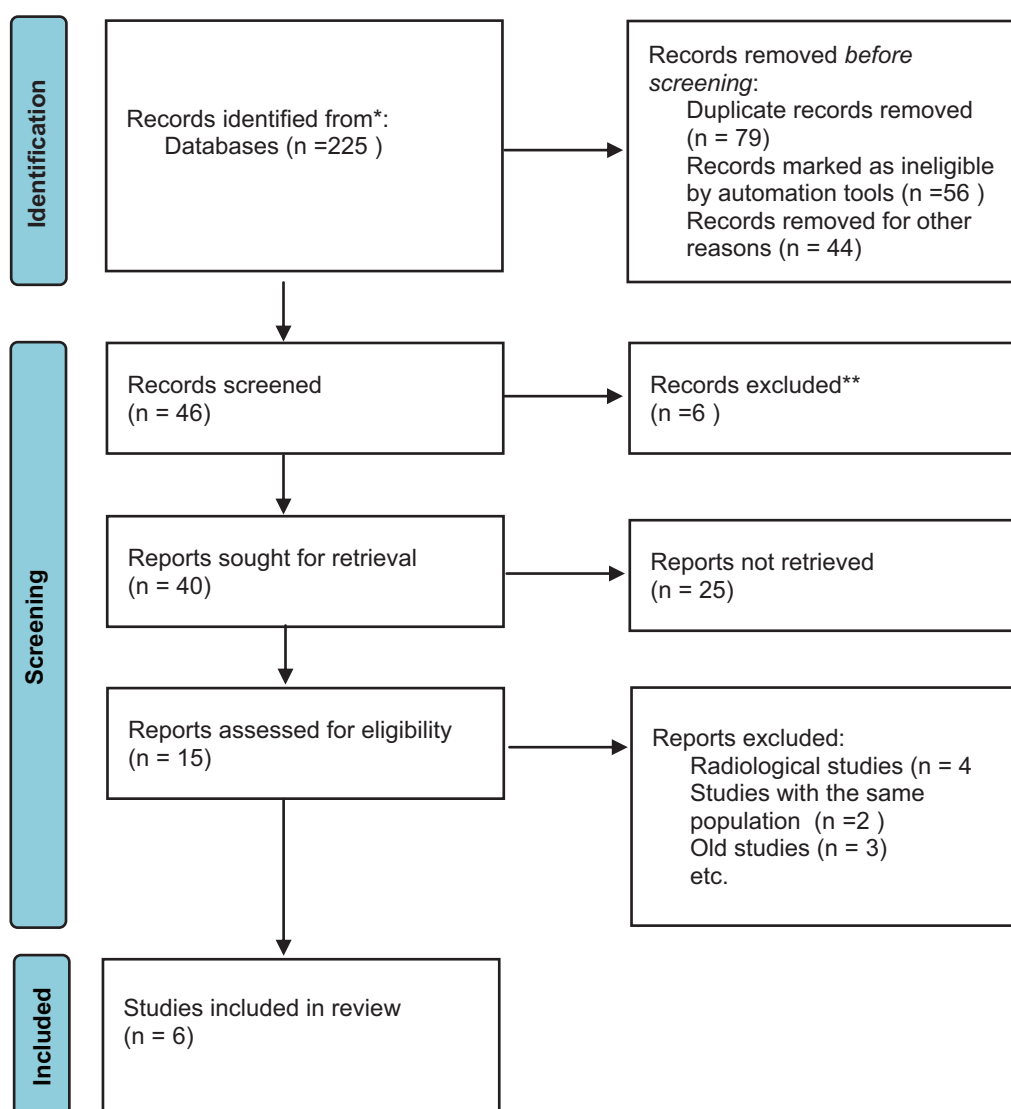 Identification
Records identified from*:
Databases (n =225 )
Records removed before
screening:
Duplicate records removed
(n = 79)
Records marked as ineligible
by automation tools (n =56 )
Records removed for other
reasons (n = 44)
Screening
Records screened
(n = 46)
Records excluded**
(n =6 )
Reports sought for retrieval
(n = 40)
Reports not retrieved
(n = 25)
Reports assessed for eligibility
(n = 15)
Reports excluded:
Radiological studies (n = 4
Studies with the same
population (n =2 )
Old studies (n = 3)
etc.
Included
Studies included in review
(n = 6)